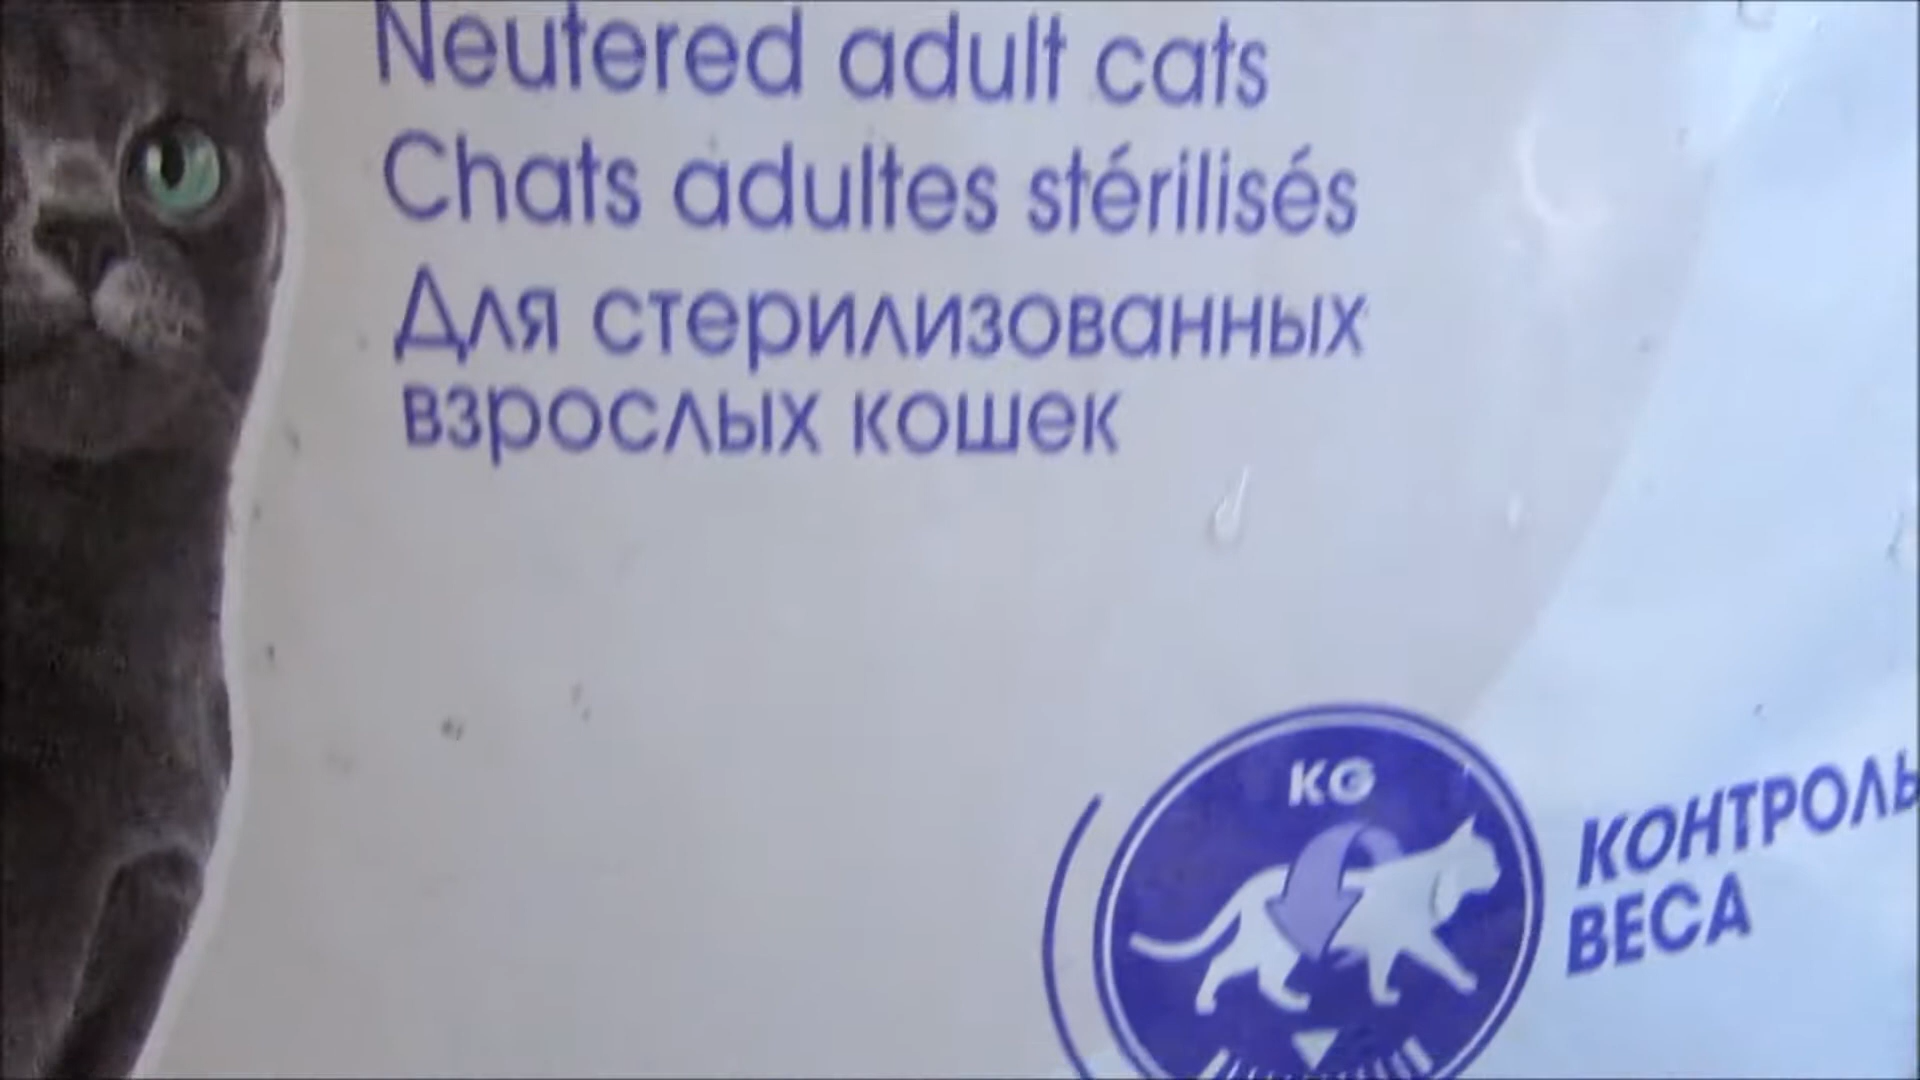 Neutered adult cats
Chats adultes stérilisés
Для стерилизованных
взрослых кошек
KG
КОНТРОЛЬ
ВЕСА